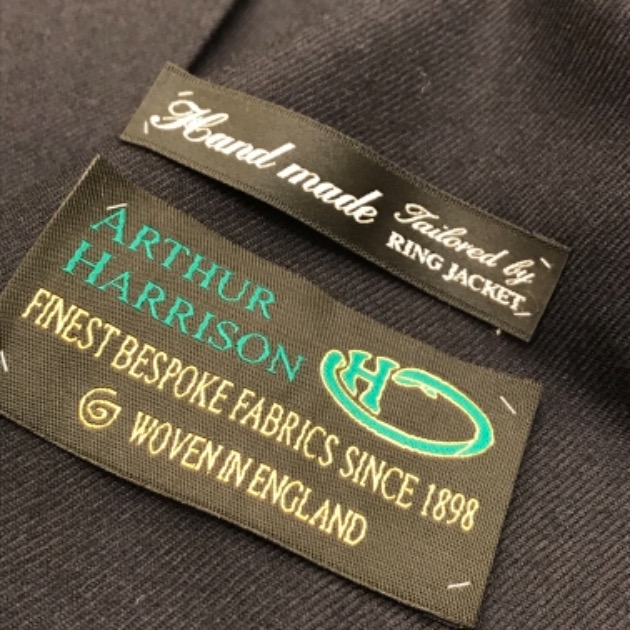 Hand made Tailored by
RING JACKET
ARTHUR
HARRISON
H
FINEST BESPOKE FABRICS SINCE 1898
WOVEN IN ENGLAND